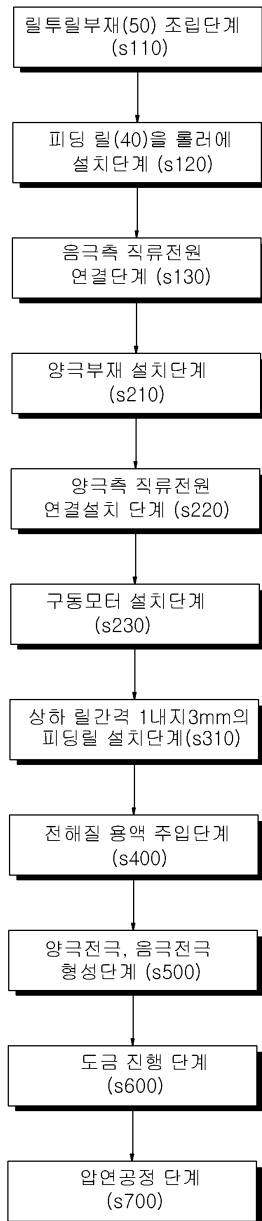 릴투릴부재(50) 조립단계
(s110)
피딩 릴(40)을 롤러에
설치단계 (s120)
음극측 직류전원
연결단계 (s130)
양극부재 설치단계
(s210)
양극측 직류전원
연결설치 단계 (s220)
구동모터 설치단계
(s230)
상하 릴간격 1내지3mm의
피딩릴 설치단계(s310)
전해질 용액 주입단계
(s400)
양극전극, 음극전극
형성단계 (s500)
도금 진행 단계
(s600)
압연공정 단계
(s700)